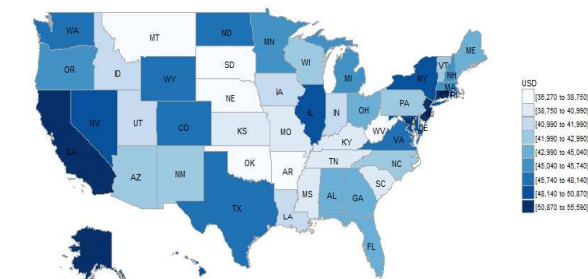 WA
MT
ND
MN
ME
OR
ID
SD
WI
VT
NH
WY
MI
NY
MA
CT RI
NE
IA
PA
NV
UT
IL
IN
OH
CO
KS
MO
WV
VA
DE
CA
KY
AZ
NM
OK
AR
TN
NC
MS
AL
GA
SC
TX
LA
FL
USD
[36,270 to 38,750]
[38,750 to 40,990]
[40,990 to 41,990]
[41,990 to 42,990]
[42,990 to 45,040]
[45,040 to 45,740]
[45,740 to 48,140]
[48,140 to 50,870]
[50,870 to 55,590]